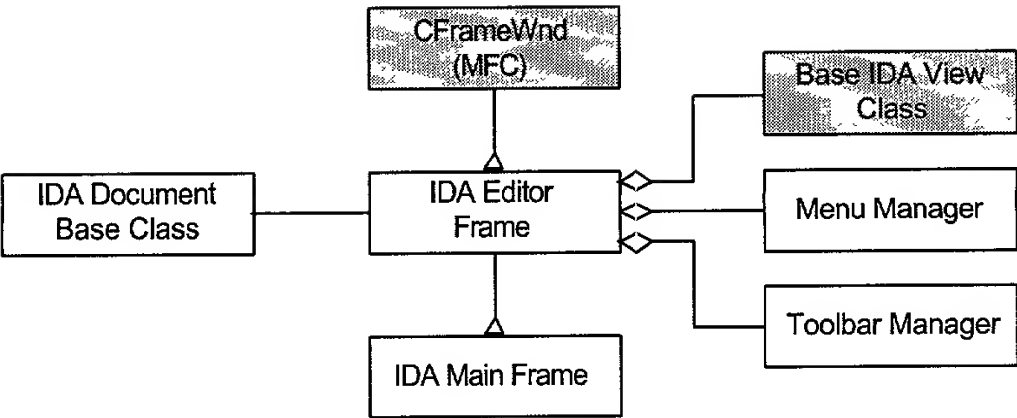 CFrameWnd
(MFC)
Base IDA View
Class
IDA Document
Base Class
IDA Editor
Frame
Menu Manager
Toolbar Manager
IDA Main Frame